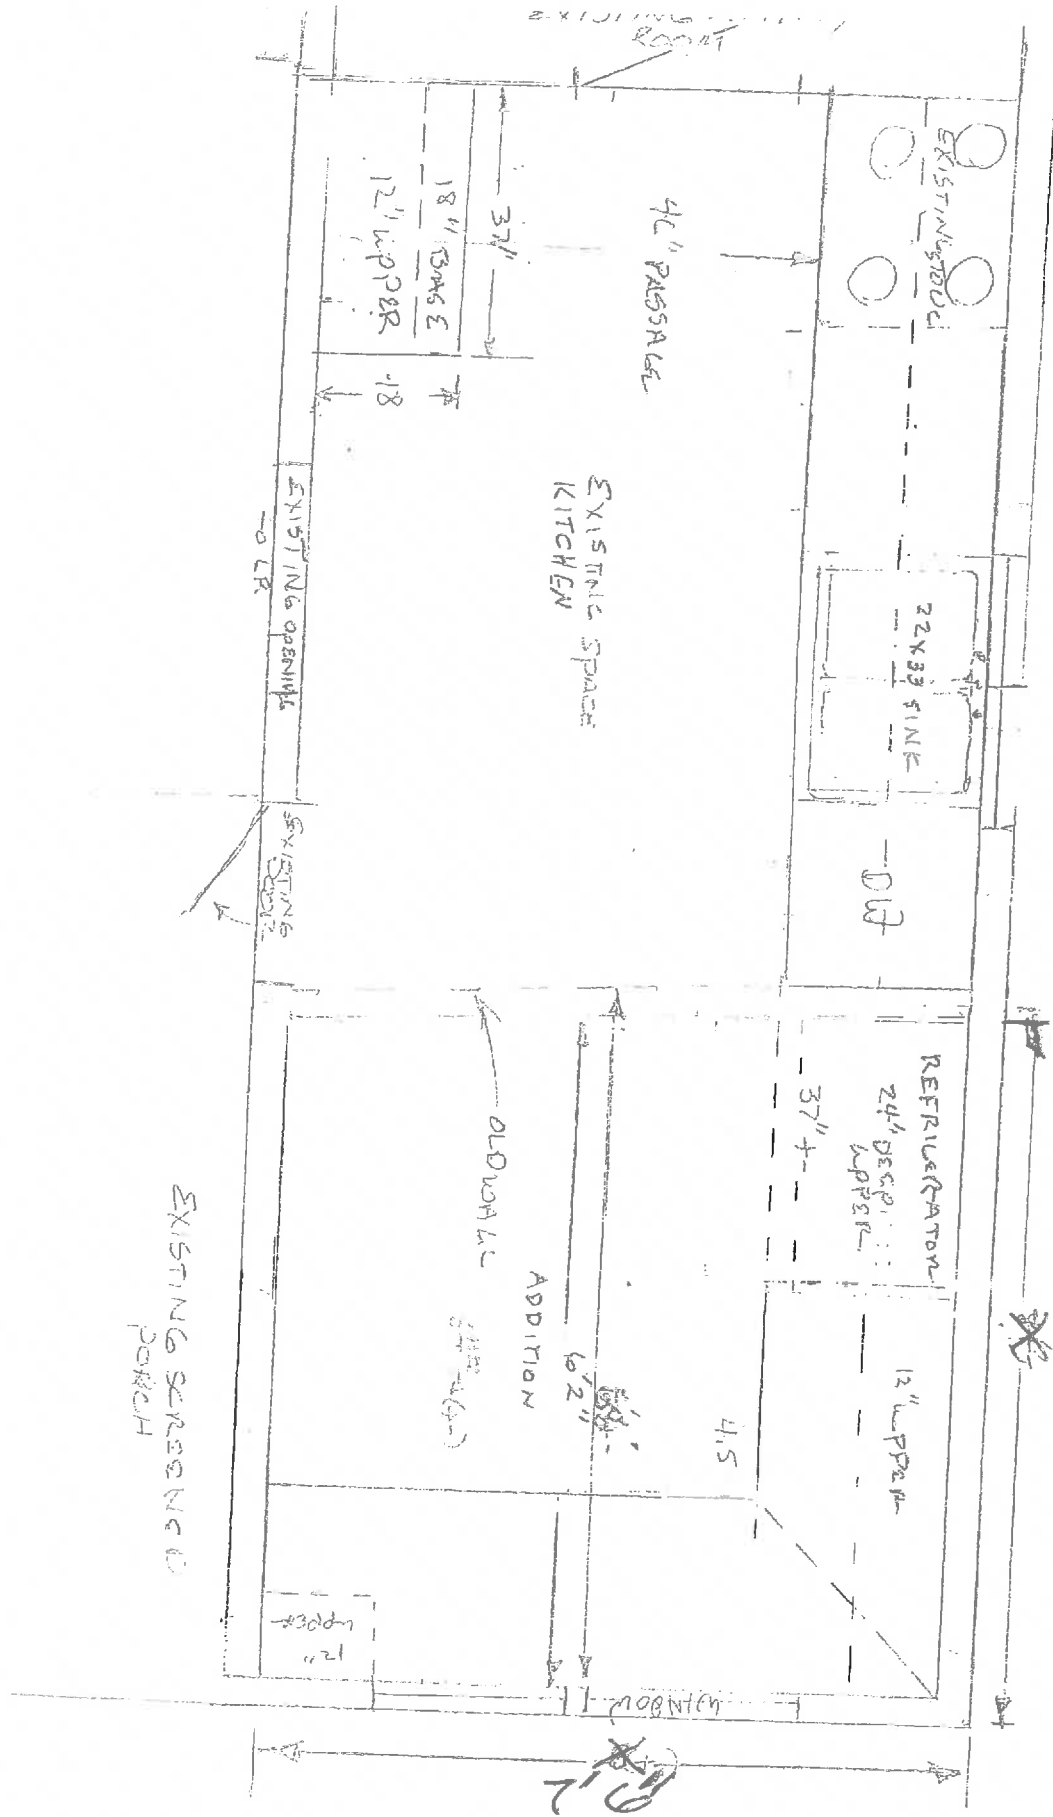 ROOM
EXISTING STOVE
46" PASSAGE
37"
18" BASE
12" UPPER
18
EXISTING SPACE
KITCHEN
22X33 SINK
EXISTING OPENING
TO LR
EXISTING
DOOR
DW
REFRIGERATOR
24" DEEP
UPPER
37"+-
OLD WALL
ADDITION
6'2"
45
12" UPPER
EXISTING SCREENED
PORCH
12"
UPPER
WINDOW